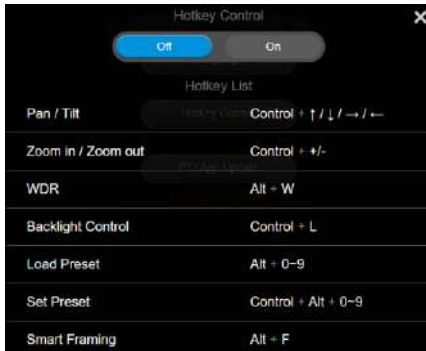 Hotkey Control
Off On
Hotkey List
Pan / Tilt Control + ↑ / ↓ / → / ←
Zoom in / Zoom out Control + +/-
WDR Alt + W
Backlight Control Control + L
Load Preset Alt + 0~9
Set Preset Control + Alt + 0~9
Smart Framing Alt + F